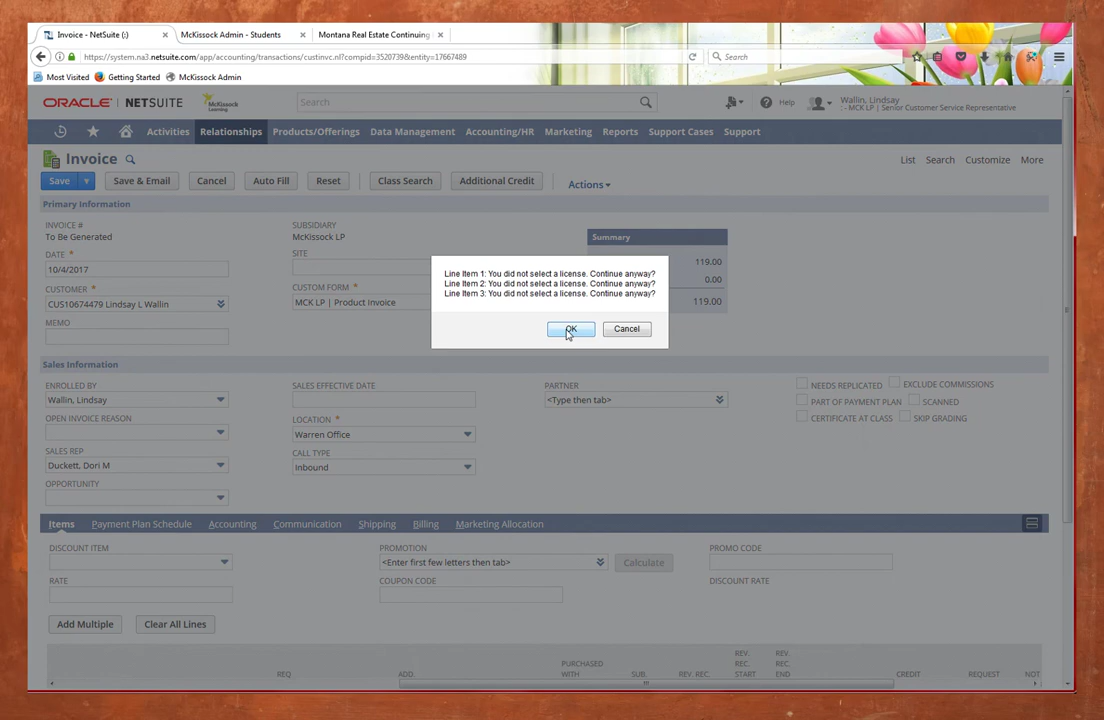 Invoice - NetSuite (;)
McKissock Admin - Students
Montana Real Estate Continuing
https://system.na3.netsuite.com/app/accounting/transactions/custinvc.nl?compid=3520739&entity=17667489
Search
Most Visited
Getting Started
McKissock Admin
ORACLE | NETSUITE
McKissock Learning
Search
Help
Wallin, Lindsay
: - MCK LP | Senior Customer Service Representative
Activities
Relationships
Products/Offerings
Data Management
Accounting/HR
Marketing
Reports
Support Cases
Support
Invoice
List
Search
Customize
More
Save
Save & Email
Cancel
Auto Fill
Reset
Class Search
Additional Credit
Actions
Primary Information
INVOICE #
To Be Generated
DATE *
10/4/2017
CUSTOMER *
CUS10674479 Lindsay L Wallin
MEMO
SUBSIDIARY
McKissock LP
SITE
CUSTOM FORM *
MCK LP | Product Invoice
Summary
119.00
0.00
119.00
Line Item 1: You did not select a license. Continue anyway?
Line Item 2: You did not select a license. Continue anyway?
Line Item 3: You did not select a license. Continue anyway?
OK
Cancel
Sales Information
ENROLLED BY
Wallin, Lindsay
OPEN INVOICE REASON
SALES REP
Duckett, Dori M
OPPORTUNITY
SALES EFFECTIVE DATE
LOCATION *
Warren Office
CALL TYPE
Inbound
PARTNER
<Type then tab>
NEEDS REPLICATED
EXCLUDE COMMISSIONS
PART OF PAYMENT PLAN
SCANNED
CERTIFICATE AT CLASS
SKIP GRADING
Items
Payment Plan Schedule
Accounting
Communication
Shipping
Billing
Marketing Allocation
DISCOUNT ITEM
PROMOTION
<Enter first few letters then tab>
Calculate
PROMO CODE
RATE
COUPON CODE
DISCOUNT RATE
Add Multiple
Clear All Lines
REQ
ADD.
PURCHASED WITH
SUB.
REV. REC.
REV. REC. START
REV. REC. END
CREDIT
REQUEST
NOT